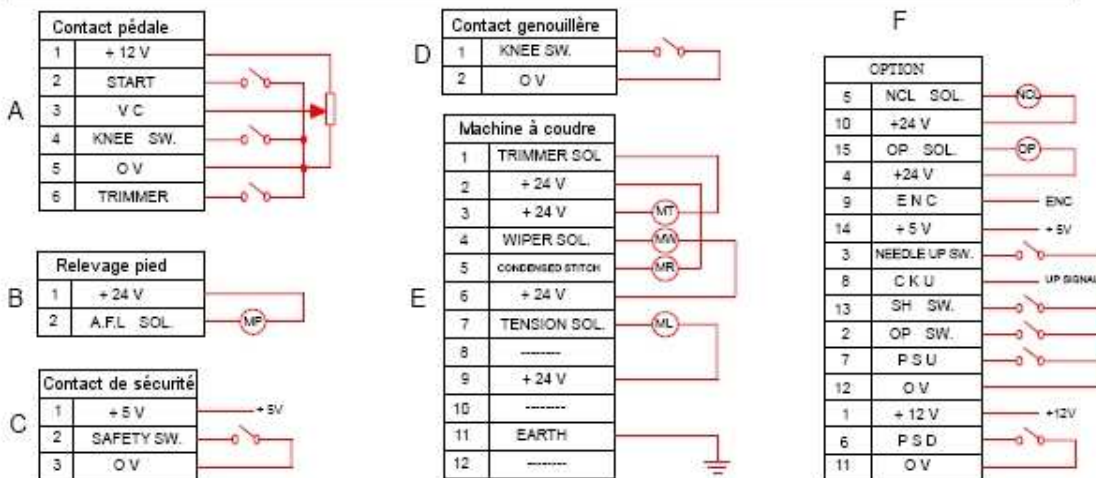 A
Contact pédale
1 + 12 V
2 START
3 V C
4 KNEE SW.
5 O V
6 TRIMMER
B
Relevage pied
1 + 24 V
2 A.F.L SOL. MP
C
Contact de sécurité
1 + 5 V + 5V
2 SAFETY SW.
3 O V
D
Contact genouillère
1 KNEE SW.
2 O V
E
Machine à coudre
1 TRIMMER SOL
2 + 24 V
3 + 24 V MT
4 WIPER SOL. MW
5 CONDENSED STITCH MR
6 + 24 V
7 TENSION SOL. ML
8 --------
9 + 24 V
10 --------
11 EARTH
12 --------
F
OPTION
5 NCL SOL. NCL
10 +24 V
15 OP SOL. OP
4 +24 V
9 E N C ENC
14 + 5 V + 5V
3 NEEDLE UP SW.
8 C K U UP SIGNAL
13 SH SW.
2 OP SW.
7 P S U
12 O V
1 + 12 V +12V
6 P S D
11 O V